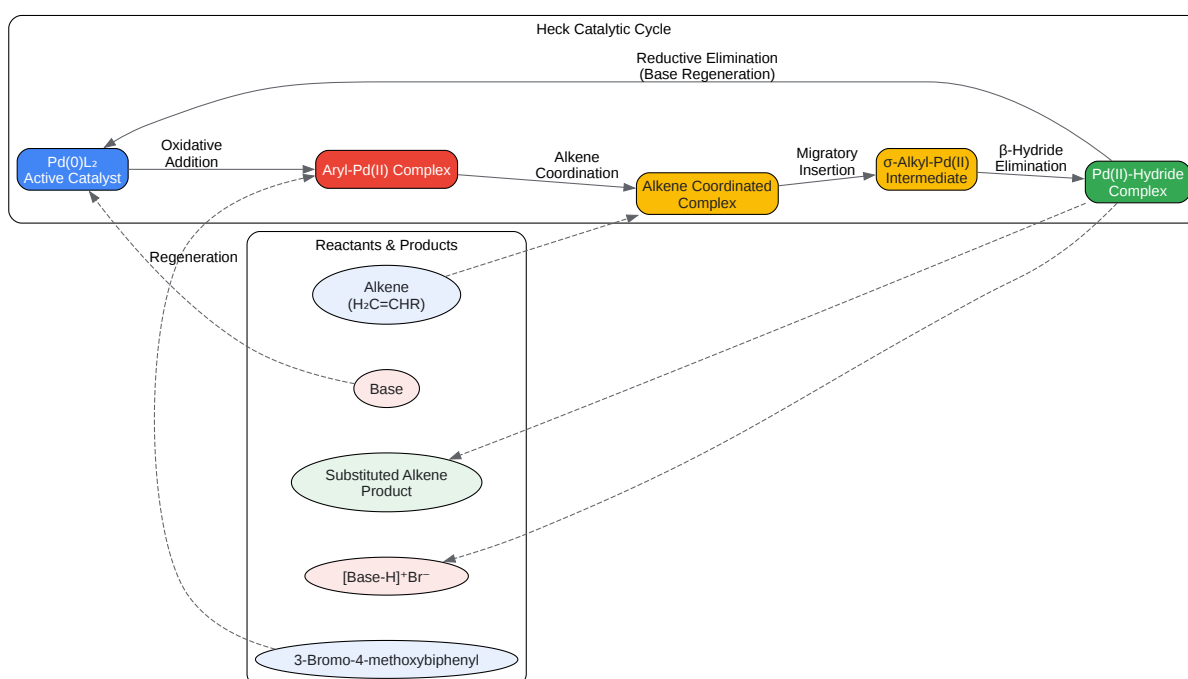 Heck Catalytic Cycle
Reductive Elimination
(Base Regeneration)
Oxidative
Addition
Alkene
Coordination
Migratory
Insertion
β-Hydride
Elimination
Pd(0)L₂
Active Catalyst
Aryl-Pd(II) Complex
Alkene Coordinated
Complex
σ-Alkyl-Pd(II)
Intermediate
Pd(II)-Hydride
Complex
Regeneration
Reactants & Products
Alkene
(H₂C=CHR)
Base
Substituted Alkene
Product
[Base-H]⁺Br⁻
3-Bromo-4-methoxybiphenyl